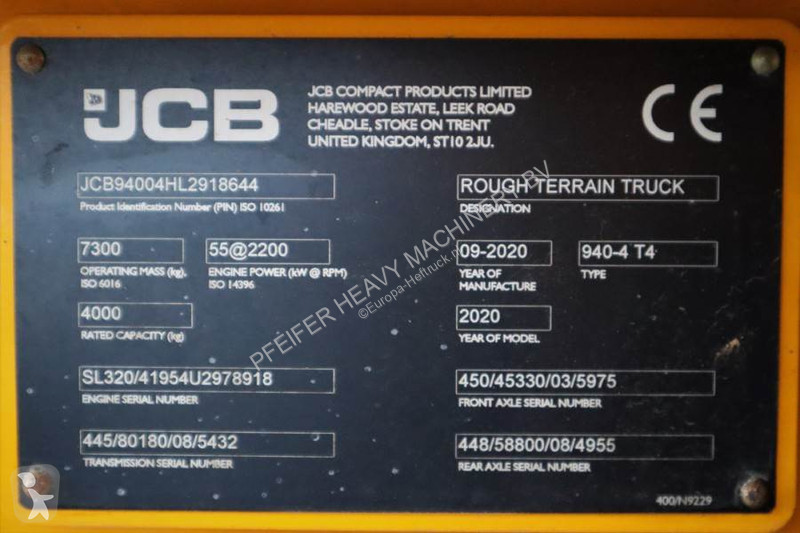 JCB
JCB COMPACT PRODUCTS LIMITED
HAREWOOD ESTATE, LEEK ROAD
CHEADLE, STOKE ON TRENT
UNITED KINGDOM, ST10 2JU.
CE
JCB94004HL2918644
Product Identification Number (PIN) ISO 10261
ROUGH TERRAIN TRUCK
DESIGNATION
7300
OPERATING MASS (kg),
ISO 6016
55@2200
ENGINE POWER (kW @ RPM)
ISO 14396
09-2020
YEAR OF
MANUFACTURE
940-4 T4
TYPE
4000
RATED CAPACITY (kg)
2020
YEAR OF MODEL
SL320/41954U2978918
ENGINE SERIAL NUMBER
450/45330/03/5975
FRONT AXLE SERIAL NUMBER
445/80180/08/5432
TRANSMISSION SERIAL NUMBER
448/58800/08/4955
REAR AXLE SERIAL NUMBER
400/N9229
PFEIFER HEAVY MACHINERY BV